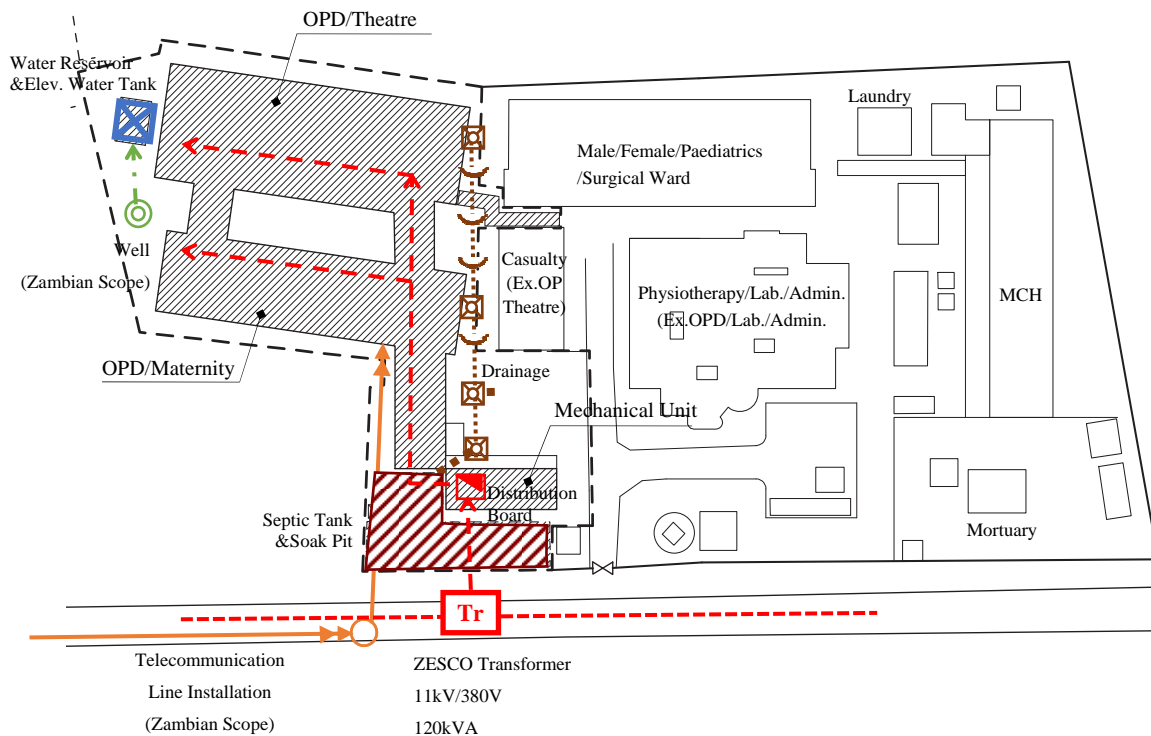 OPD/Theatre
Water Resérvoir
&Elev. Water Tank
Laundry
Male/Female/Paediatrics
/Surgical Ward
Well
(Zambian Scope)
Casualty
(Ex.OP
Theatre)
Physiotherapy/Lab./Admin.
(Ex.OPD/Lab./Admin.
MCH
OPD/Maternity
Drainage
Mechanical Unit
Distribution
Board
Septic Tank
&Soak Pit
Mortuary
Tr
Telecommunication
Line Installation
(Zambian Scope)
ZESCO Transformer
11kV/380V
120kVA